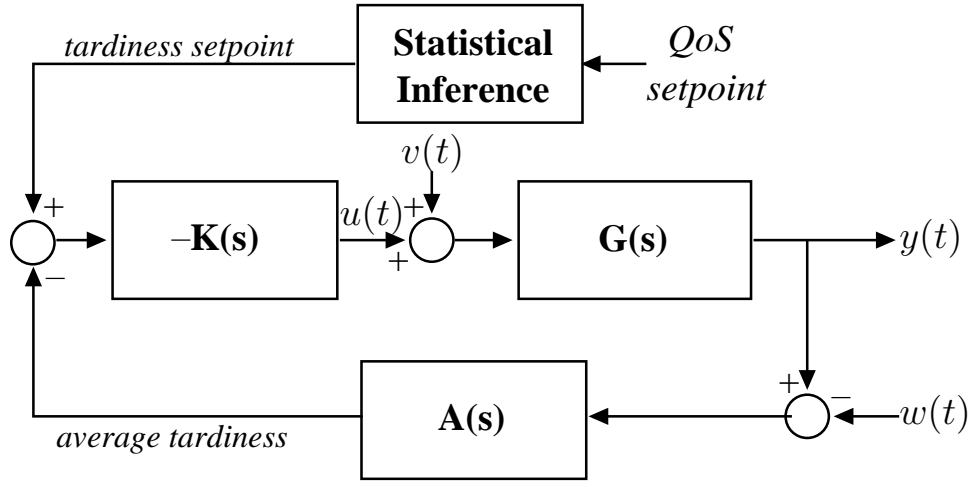 tardiness setpoint
Statistical
Inference
QoS
setpoint
v(t)
+
–K(s)
u(t)
+
+
G(s)
y(t)
−
+
−
A(s)
w(t)
average tardiness